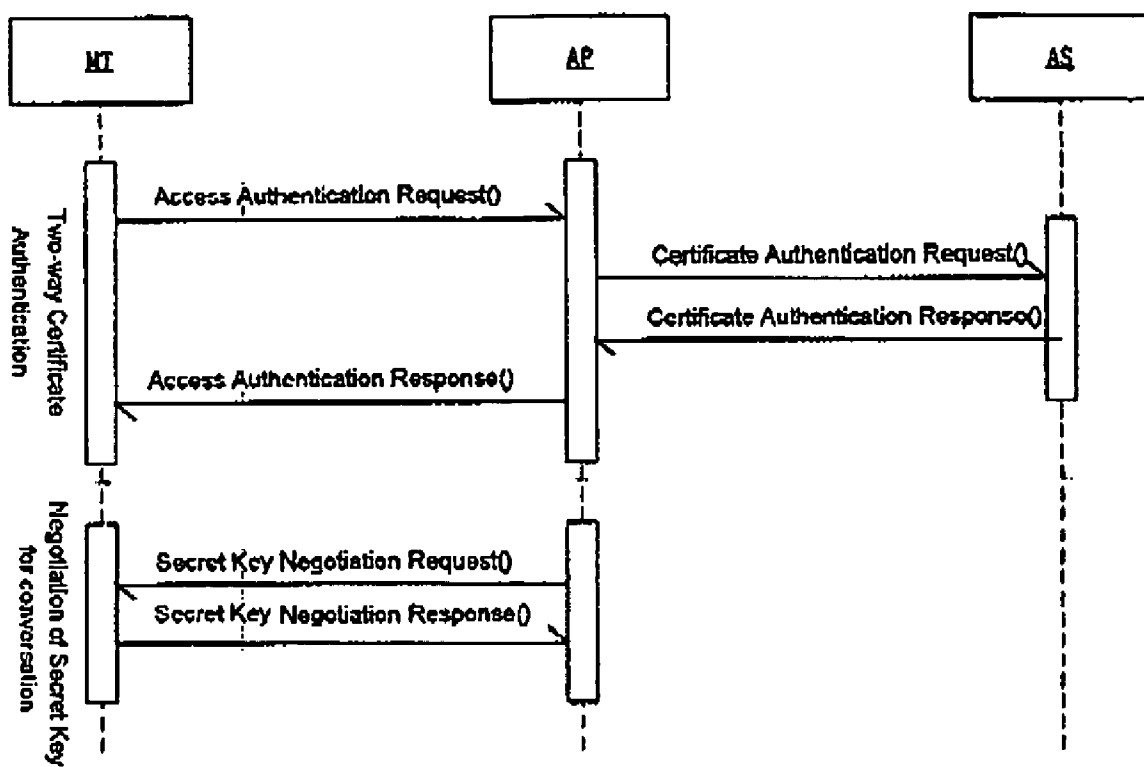 MT
AP
AS
Access Authentication Request()
Certificate Authentication Request()
Certificate Authentication Response()
Access Authentication Response()
Two-way Certificate
Authentication
Secret Key Negotiation Request()
Secret Key Negotiation Response()
Negotiation of Secret Key
for conversation